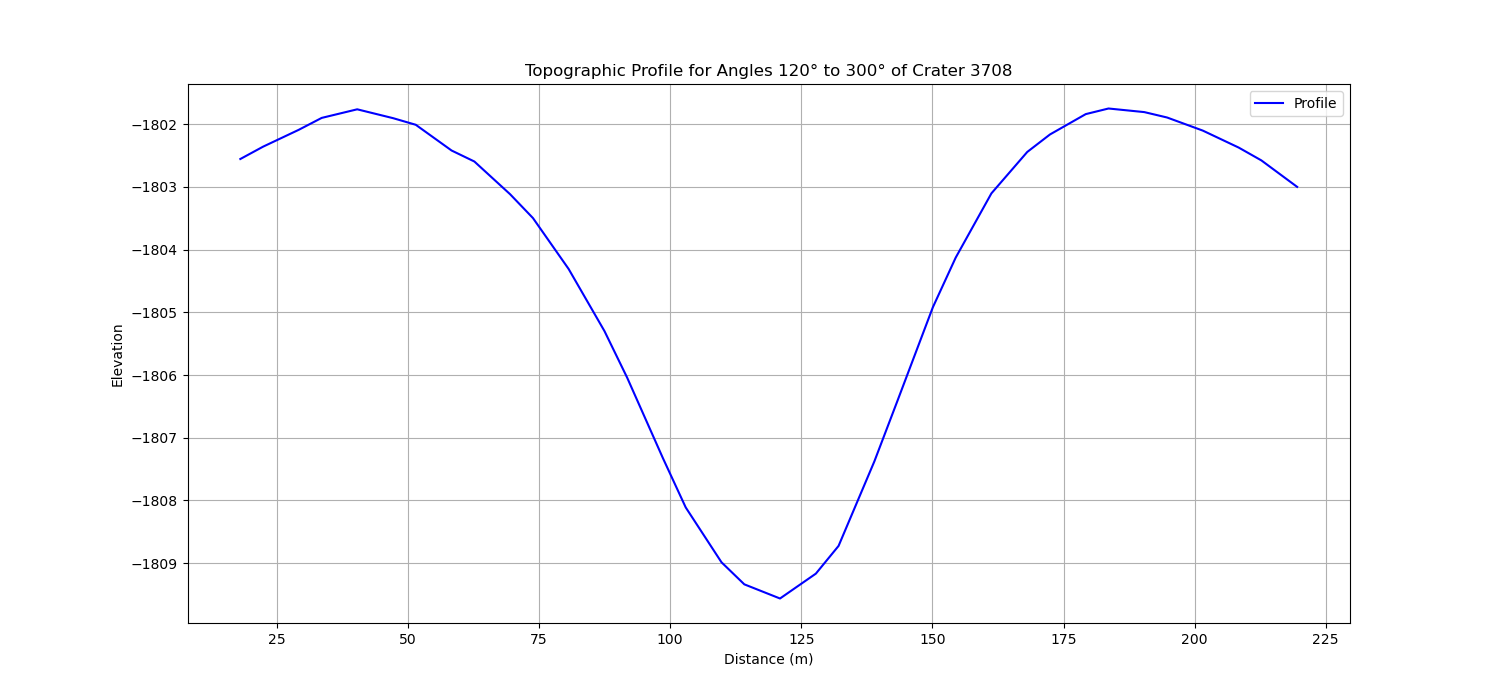 Topographic Profile for Angles 120° to 300° of Crater 3708
Profile
−1802
−1803
−1804
−1805
−1806
−1807
−1808
−1809
Elevation
25 50 75 100 125 150 175 200 225
Distance (m)